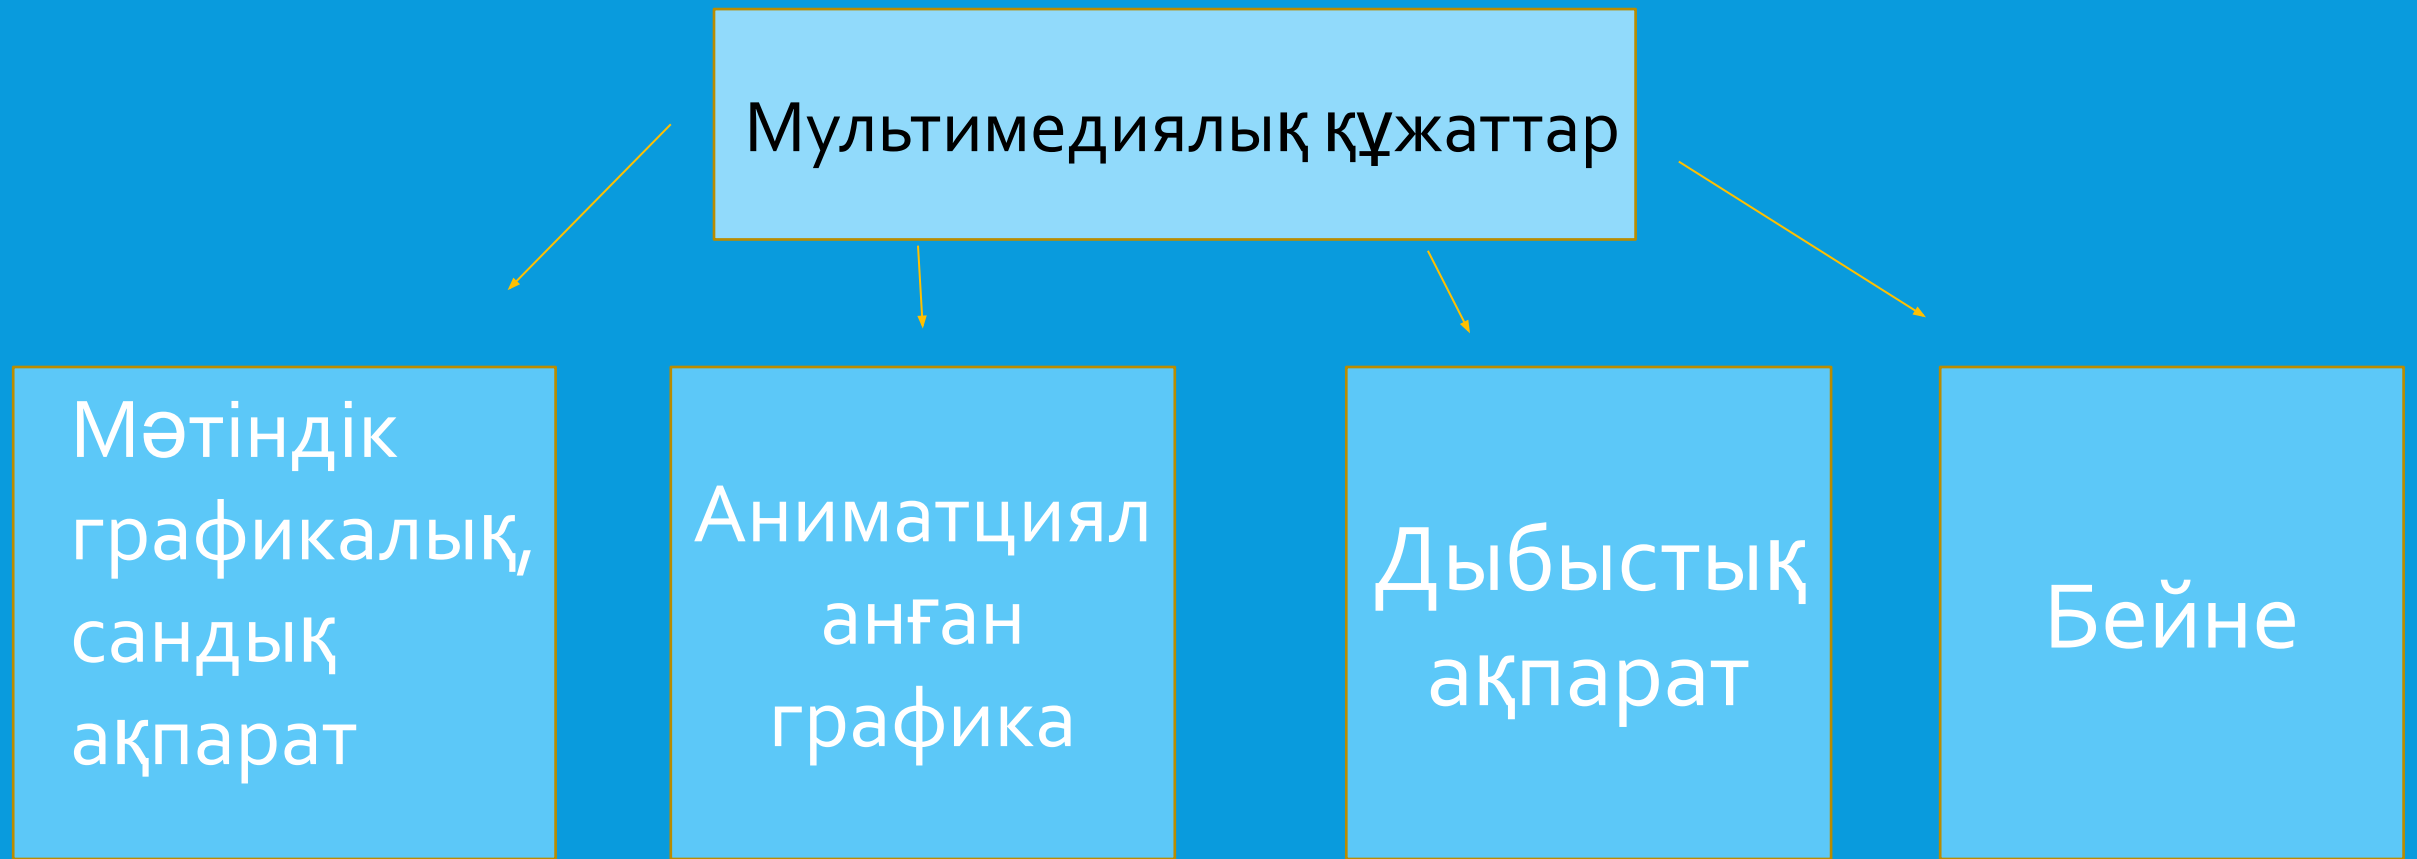 Мультимедиялық құжаттар
Мәтіндік
графикалық,
сандық
ақпарат
Аниматциял
анған
графика
Дыбыстық
ақпарат
Бейне